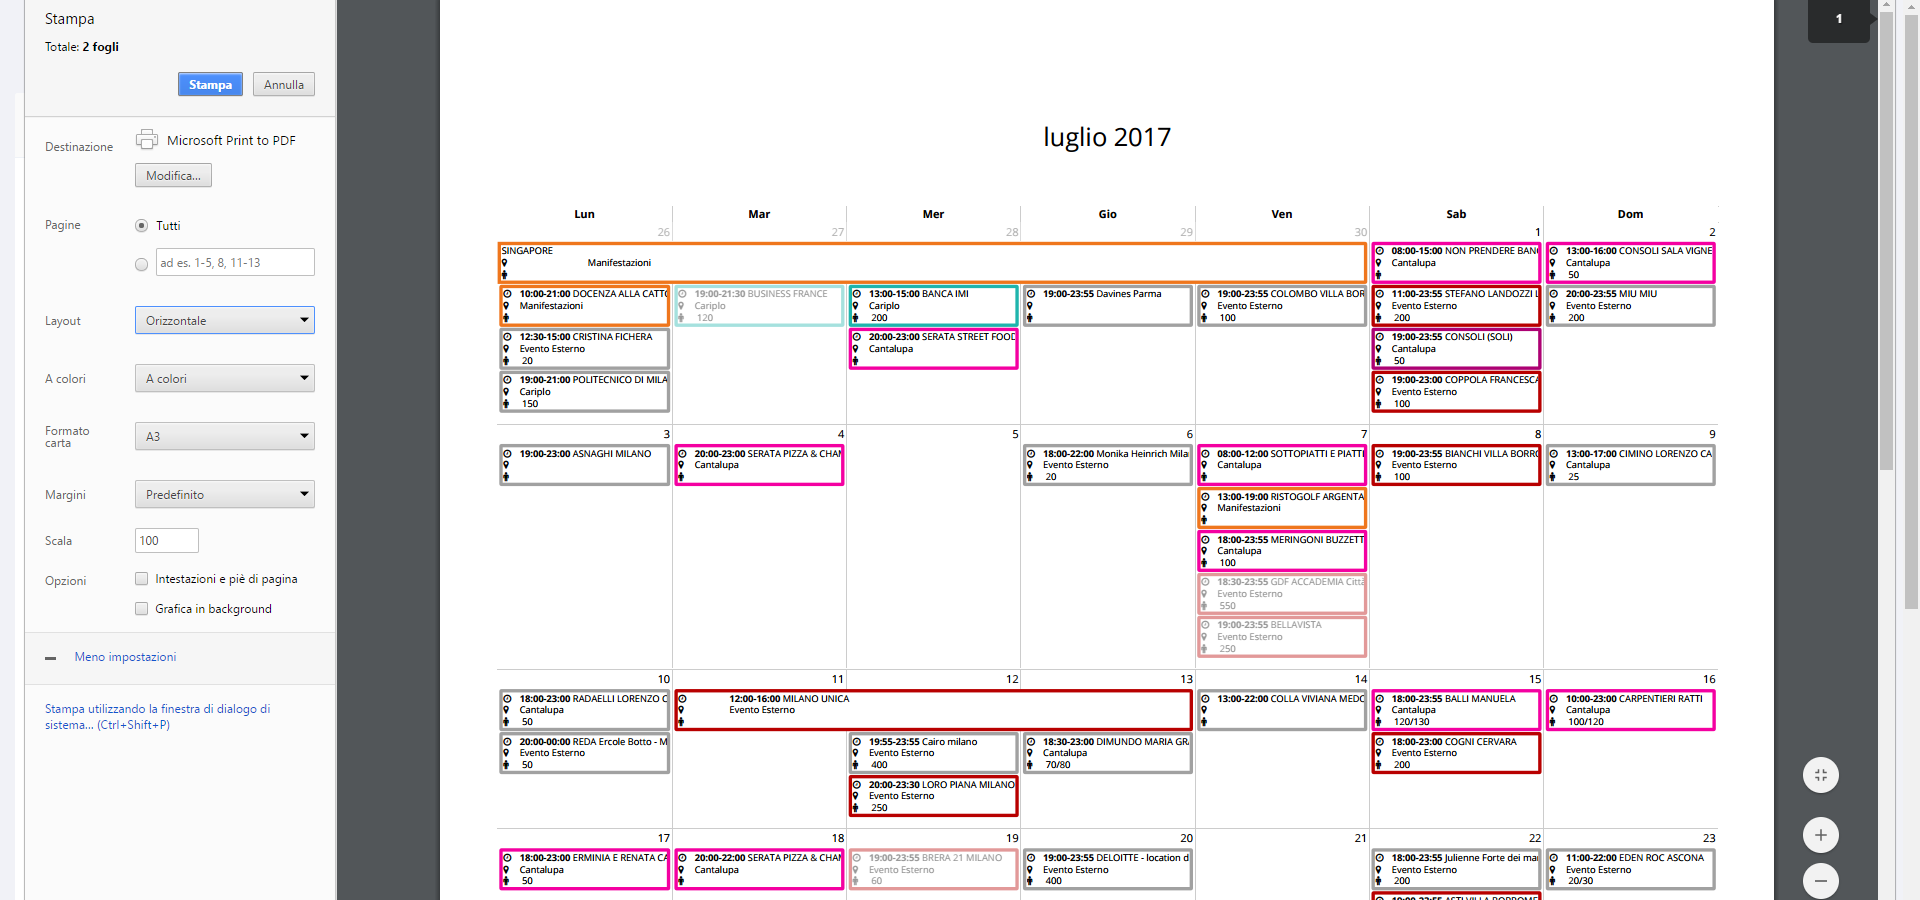 Stampa
Totale: 2 fogli
Stampa Annulla
Destinazione Microsoft Print to PDF
Modifica...
Pagine Tutti
ad es. 1-5, 8, 11-13
Layout Orizzontale
A colori A colori
Formato carta A3
Margini Predefinito
Scala 100
Opzioni Intestazioni e piè di pagina
Grafica in background
Meno impostazioni
Stampa utilizzando la finestra di dialogo di
sistema... (Ctrl+Shift+P)
1
luglio 2017
Lun Mar Mer Gio Ven Sab Dom
26 27 28 29 30 1 2
SINGAPORE
Manifestazioni
08:00-15:00 NON PRENDERE BAN
Cantalupa
13:00-16:00 CONSOLI SALA VIGNE
Cantalupa
50
10:00-21:00 DOCENZA ALLA CATTO
Manifestazioni
19:00-21:30 BUSINESS FRANCE
Cariplo
120
13:00-15:00 BANCA IMI
Cariplo
200
19:00-23:55 Davines Parma
19:00-23:55 COLOMBO VILLA BOR
Evento Esterno
100
11:00-23:55 STEFANO LANDOZZI L
Evento Esterno
200
20:00-23:55 MIU MIU
200
12:30-15:00 CRISTINA FICHERA
Evento Esterno
20
20:00-23:00 SERATA STREET FOOD
Cantalupa
19:00-23:55 CONSOLI (SOLI)
Cantalupa
50
19:00-21:00 POLITECNICO DI MILA
Cariplo
150
19:00-23:00 COPPOLA FRANCESCA
Evento Esterno
100
3 4 5 6 7 8 9
19:00-23:00 ASNAGHI MILANO
20:00-23:00 SERATA PIZZA & CHAM
Cantalupa
18:00-22:00 Monika Heinrich Mila
Evento Esterno
20
08:00-12:00 SOTTOPIATTI E PIATTI
Cantalupa
19:00-23:55 BIANCHI VILLA BORRO
Evento Esterno
100
13:00-17:00 CIMINO LORENZO CA
Cantalupa
25
13:00-19:00 RISTOGOLF ARGENTA
Manifestazioni
18:00-23:55 MERINGONI BUZZETT
Cantalupa
100
18:30-23:55 GDF ACCADEMIA Città
Evento Esterno
550
19:00-23:55 BELLAVISTA
Evento Esterno
250
10 11 12 13 14 15 16
18:00-23:00 RADAELLI LORENZO C
Cantalupa
50
12:00-16:00 MILANO UNICA
Evento Esterno
13:00-22:00 COLLA VIVIANA MEDO
18:00-23:55 BALLI MANUELA
Cantalupa
120/130
10:00-23:00 CARPENTIERI RATTI
Cantalupa
100/120
20:00-00:00 REDA Ercole Botto - M
Evento Esterno
50
19:55-23:55 Cairo milano
Evento Esterno
400
18:30-23:00 DIMUNDO MARIA GRA
Cantalupa
70/80
18:00-23:00 COGNI CERVARA
Evento Esterno
200
20:00-23:30 LORO PIANA MILANO
Evento Esterno
250
17 18 19 20 21 22 23
18:00-23:00 ERMINIA E RENATA CA
Cantalupa
50
20:00-22:00 SERATA PIZZA & CHAM
Cantalupa
19:00-23:55 BRERA 21 MILANO
Evento Esterno
60
19:00-23:55 DELOITTE - location d
Evento Esterno
400
18:00-23:55 Julienne Forte dei mar
Evento Esterno
200
11:00-22:00 EDEN ROC ASCONA
Evento Esterno
20/30